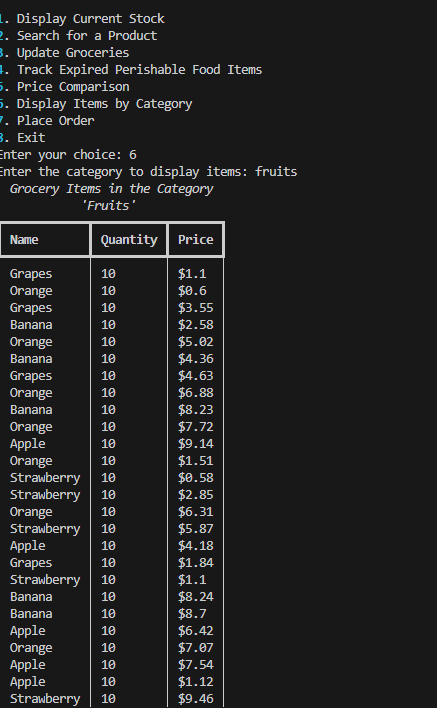 1. Display Current Stock
2. Search for a Product
3. Update Groceries
4. Track Expired Perishable Food Items
5. Price Comparison
6. Display Items by Category
7. Place Order
8. Exit
Enter your choice: 6
Enter the category to display items: fruits
Grocery Items in the Category
'Fruits'
Name Quantity Price
Grapes 10 $1.1
Orange 10 $0.6
Grapes 10 $3.55
Banana 10 $2.58
Orange 10 $5.02
Banana 10 $4.36
Grapes 10 $4.63
Orange 10 $6.88
Banana 10 $8.23
Orange 10 $7.72
Apple 10 $9.14
Orange 10 $1.51
Strawberry 10 $0.58
Strawberry 10 $2.85
Orange 10 $6.31
Strawberry 10 $5.87
Apple 10 $4.18
Grapes 10 $1.84
Strawberry 10 $1.1
Banana 10 $8.24
Banana 10 $8.7
Apple 10 $6.42
Orange 10 $7.07
Apple 10 $7.54
Apple 10 $1.12
Strawberry 10 $9.46